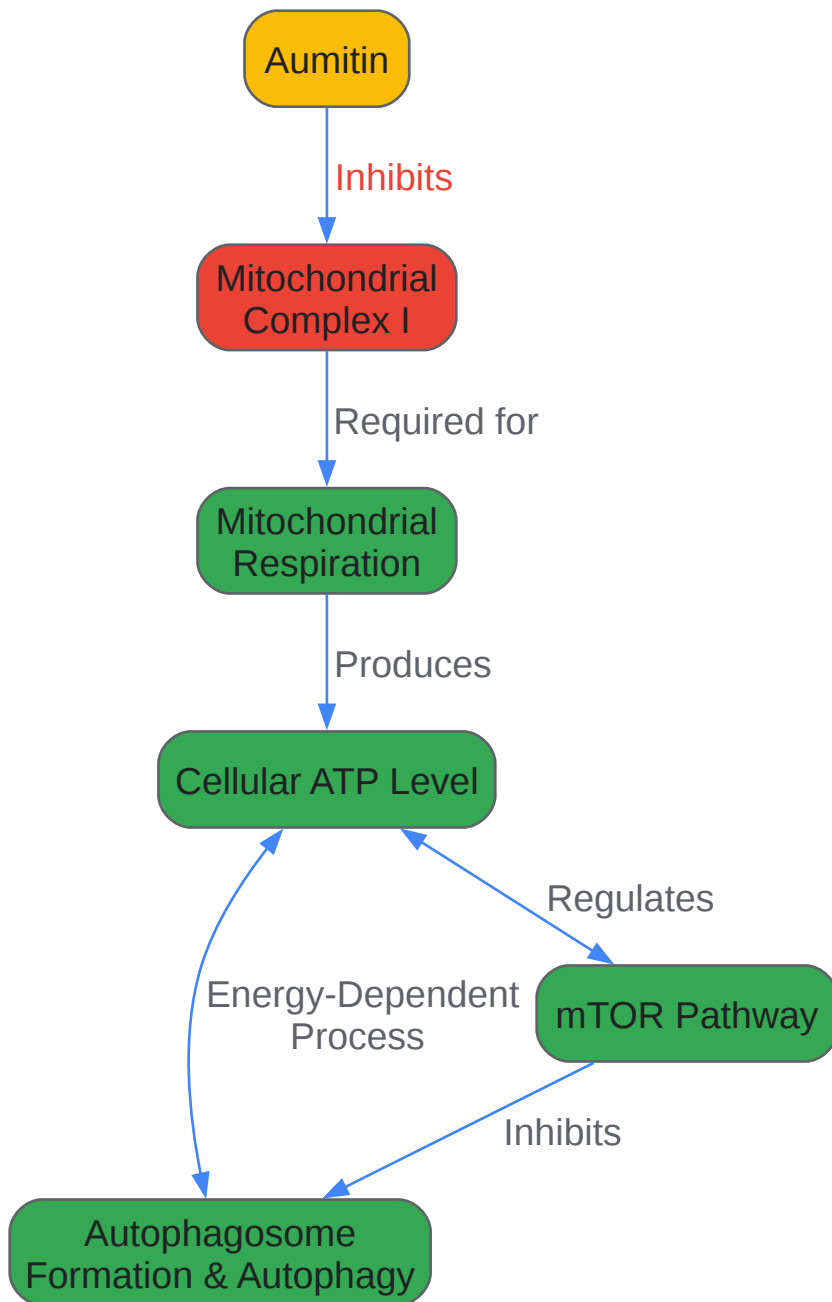 Aumitin
Inhibits
Mitochondrial
Complex I
Required for
Mitochondrial
Respiration
Produces
Cellular ATP Level
Regulates
Energy-Dependent
Process
mTOR Pathway
Inhibits
Autophagosome
Formation & Autophagy